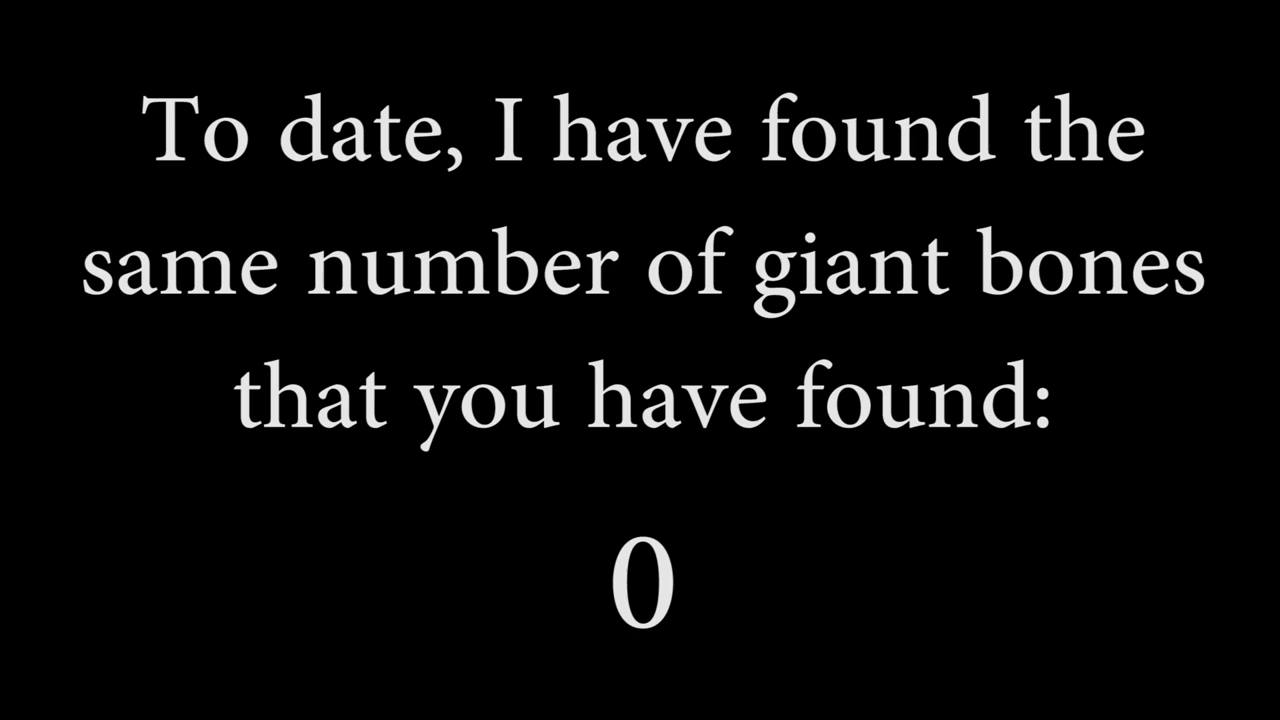 To date, I have found the
same number of giant bones
that you have found:
0